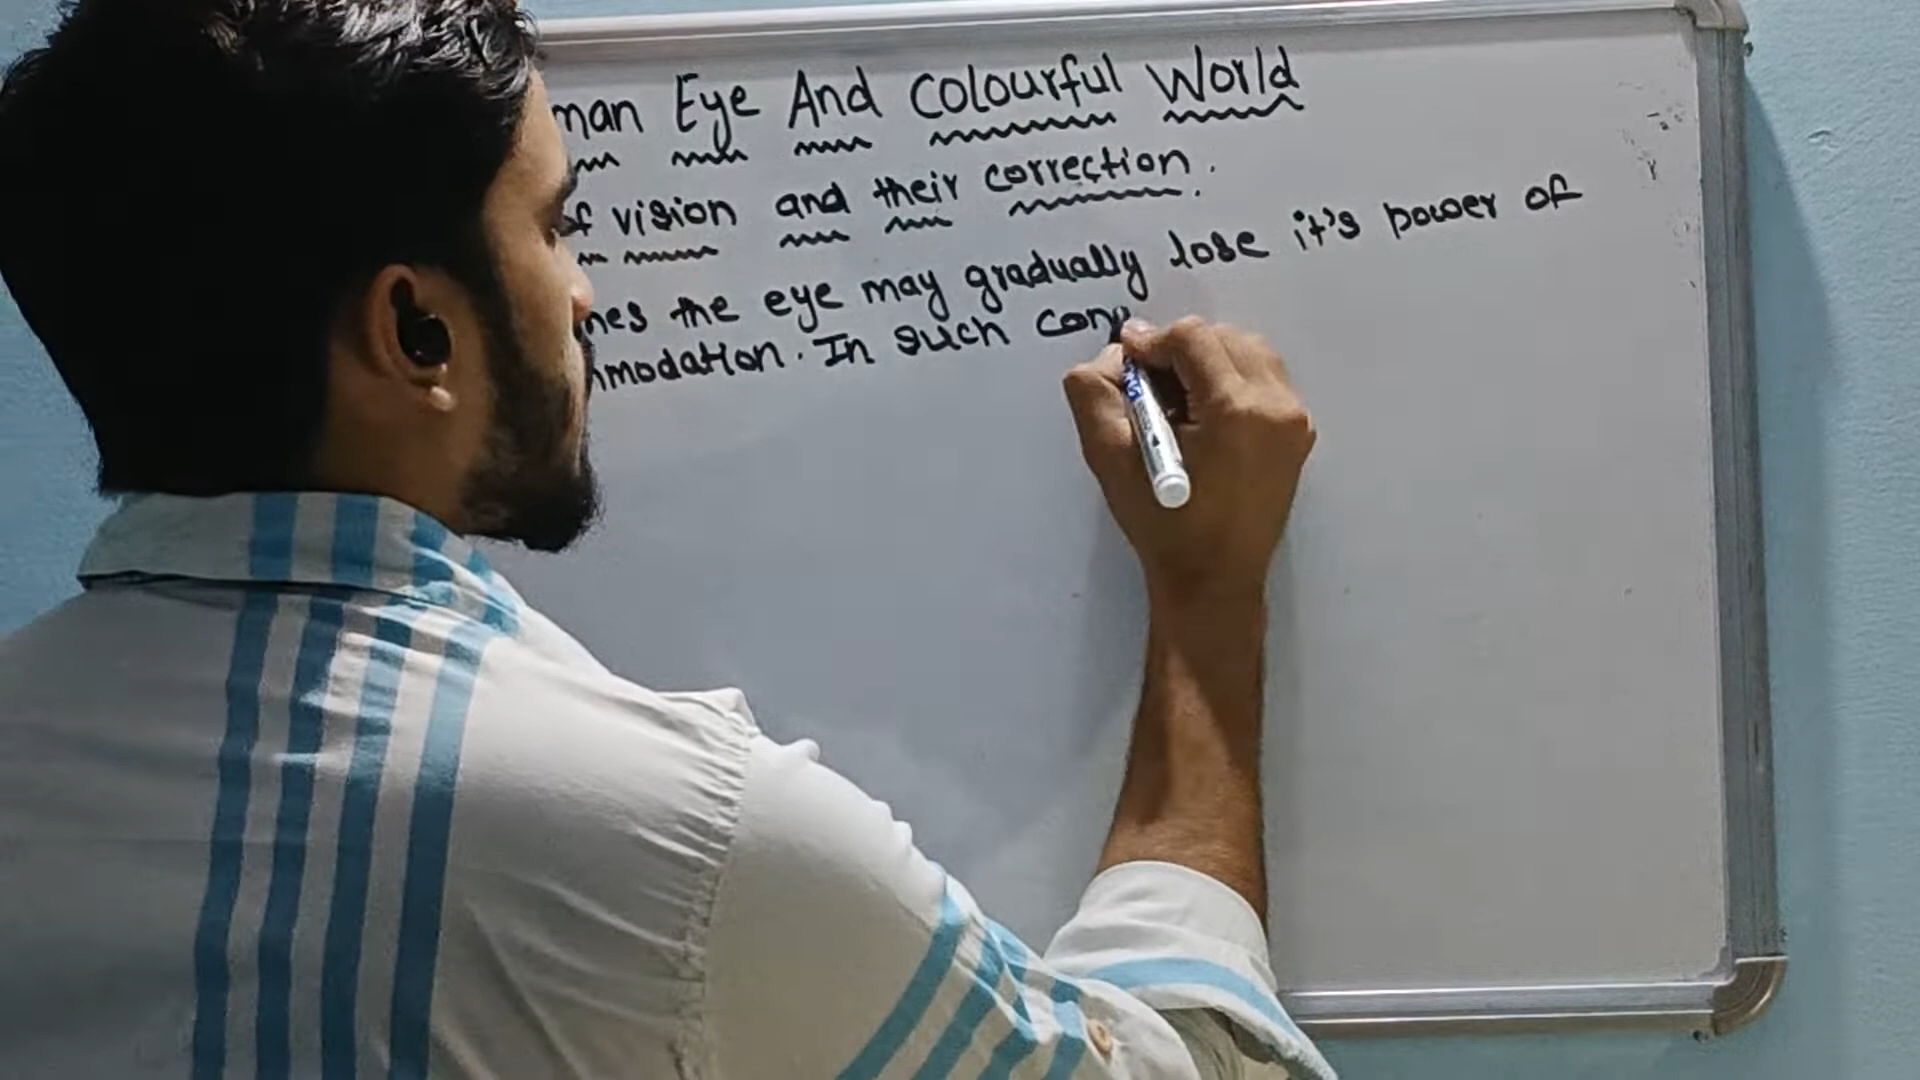 man Eye And Colourful World
of vision and their correction.
nes the eye may gradually lose it's power of
mmodation. In such con